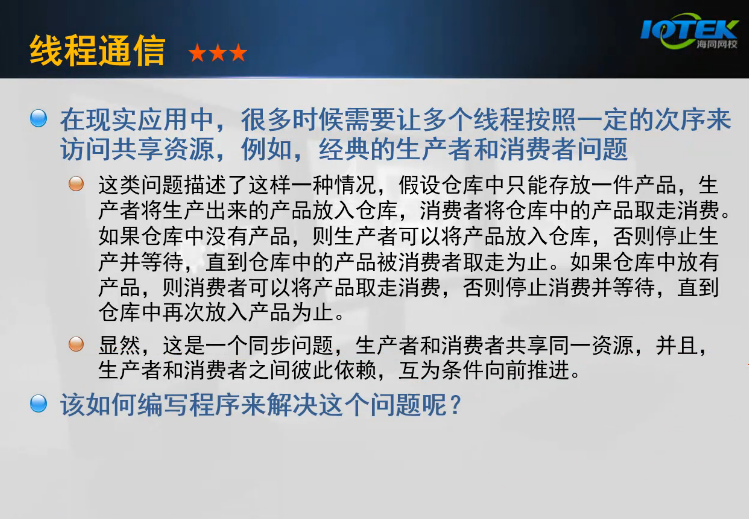 线程通信 ★★★
IOTEK
海同网校
在现实应用中，很多时候需要让多个线程按照一定的次序来
访问共享资源，例如，经典的生产者和消费者问题
这类问题描述了这样一种情况，假设仓库中只能存放一件产品，生
产者将生产出来的产品放入仓库，消费者将仓库中的产品取走消费。
如果仓库中没有产品，则生产者可以将产品放入仓库，否则停止生
产并等待，直到仓库中的产品被消费者取走为止。如果仓库中放有
产品，则消费者可以将产品取走消费，否则停止消费并等待，直到
仓库中再次放入产品为止。
显然，这是一个同步问题，生产者和消费者共享同一资源，并且，
生产者和消费者之间彼此依赖，互为条件向前推进。
该如何编写程序来解决这个问题呢？